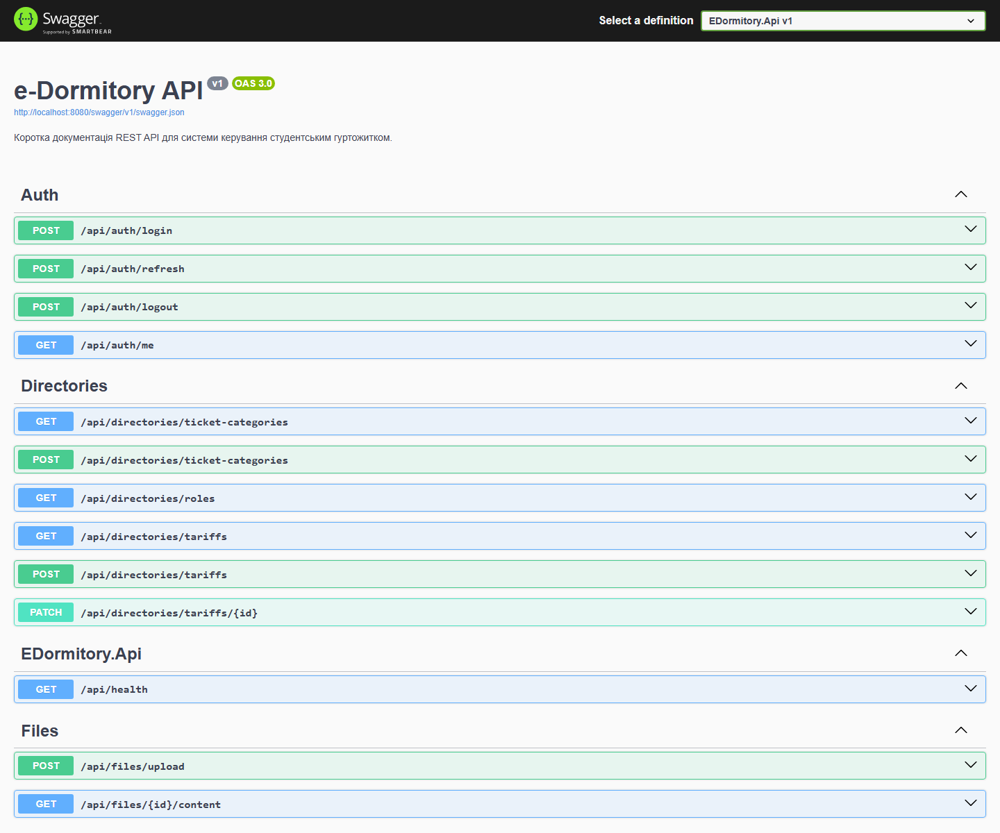 Swagger
Supported by SMARTBEAR
Select a definition
EDormitory.Api v1
e-Dormitory API v1 OAS 3.0
http://localhost:8080/swagger/v1/swagger.json
Коротка документація REST API для системи керування студентським гуртожитком.
Auth
POST /api/auth/login
POST /api/auth/refresh
POST /api/auth/logout
GET /api/auth/me
Directories
GET /api/directories/ticket-categories
POST /api/directories/ticket-categories
GET /api/directories/roles
GET /api/directories/tariffs
POST /api/directories/tariffs
PATCH /api/directories/tariffs/{id}
EDormitory.Api
GET /api/health
Files
POST /api/files/upload
GET /api/files/{id}/content